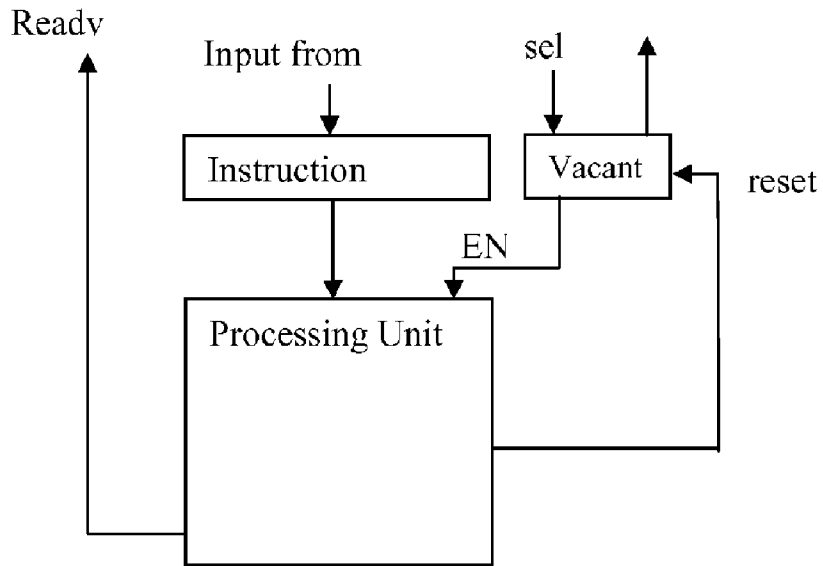 Readv
Input from
sel
Instruction
Vacant
reset
EN
Processing Unit